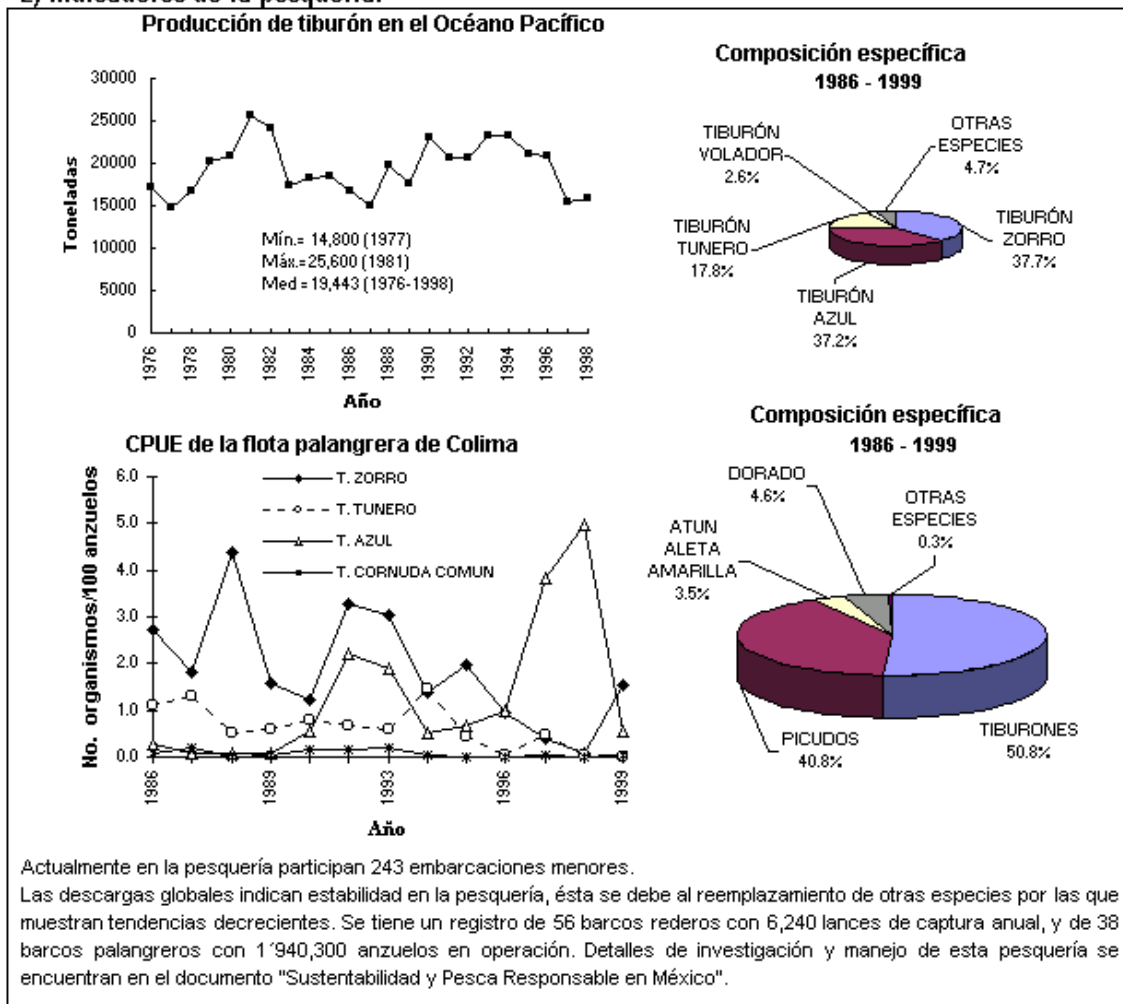 Producción de tiburón en el Océano Pacífico
Toneladas
30000
25000
20000
15000
10000
5000
0
Mín.= 14,800 (1977)
Máx.=25,600 (1981)
Med =19,443 (1976-1998)
1976
1978
1980
1982
1984
1986
1988
1990
1992
1994
1996
1998
Año
Composición específica
1986 - 1999
TIBURÓN
VOLADOR
2.6%
OTRAS
ESPECIES
4.7%
TIBURÓN
TUNERO
17.8%
TIBURÓN
ZORRO
37.7%
TIBURÓN
AZUL
37.2%
CPUE de la flota palangrera de Colima
No. organismos/100 anzuelos
6.0
5.0
4.0
3.0
2.0
1.0
0.0
T. ZORRO
T. TUNERO
T. AZUL
T. CORNUDA COMUN
1986
1989
1993
1996
1999
Año
Composición específica
1986 - 1999
DORADO
4.6%
OTRAS
ESPECIES
0.3%
ATUN
ALETA
AMARILLA
3.5%
PICUDOS
40.8%
TIBURONES
50.8%
Actualmente en la pesquería participan 243 embarcaciones menores.
Las descargas globales indican estabilidad en la pesquería, ésta se debe al reemplazamiento de otras especies por las que
muestran tendencias decrecientes. Se tiene un registro de 56 barcos rederos con 6,240 lances de captura anual, y de 38
barcos palangreros con 1´940,300 anzuelos en operación. Detalles de investigación y manejo de esta pesquería se
encuentran en el documento "Sustentabilidad y Pesca Responsable en México".